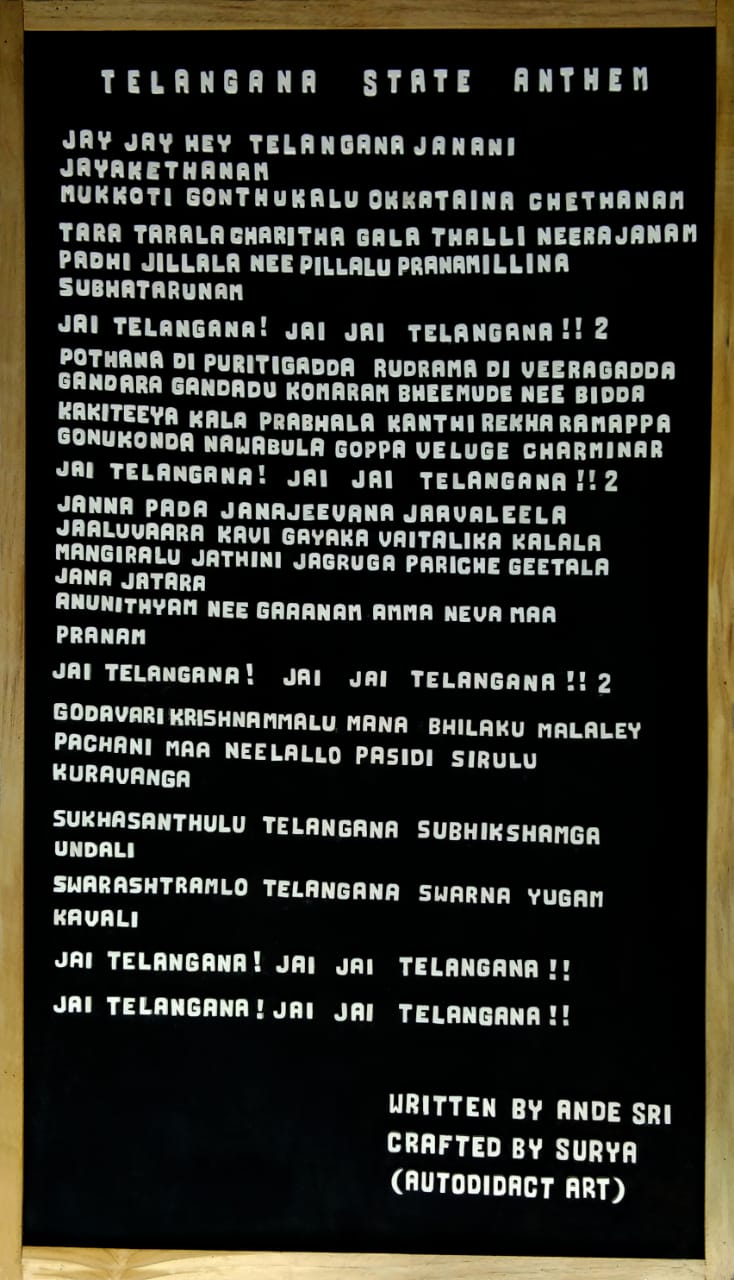 TELANGANA STATE ANTHEM
JAY JAY HEY TELANGANA JANANI
JAYAKETHANAM
MUKKOTI GONTHUKALU OKKATAINA CHETHANAM
TARA TARALA CHARITHA GALA THALLI NEERAJANAM
PADHI JILLALA NEE PILLALU PRANAMILLINA
SUBHATARUNAM
JAI TELANGANA! JAI JAI TELANGANA!! 2
POTHANA DI PURITIGADDA RUDRAMA DI VEERAGADDA
GANDARA GANDADU KOMARAM BHEEMUDE NEE BIDDA
KAKITEEYA KALA PRABHALA KANTHI REKHA RAMAPPA
GONUKONDA NAWABULA GOPPA VELUGE CHARMINAR
JAI TELANGANA! JAI JAI TELANGANA!! 2
JANNA PADA JANAJEEVANA JAAVALEELA
JAALUVAARA KAVI GAYAKA VAITALIKA KALALA
MANGIRALU JATHINI JAGRUGA PARICHE GEETALA
JANA JATARA
ANUNITHYAM NEE GAAANAM AMMA NEVA MAA
PRANAM
JAI TELANGANA! JAI JAI TELANGANA!! 2
GODAVARI KRISHNAMMALU MANA BHILAKU MALALEY
PACHANI MAA NEELALLO PASIDI SIRULU
KURAVANGA
SUKHASANTHULU TELANGANA SUBHIKSHAMGA
UNDALI
SWARASHTRAMLO TELANGANA SWARNA YUGAM
KAVALI
JAI TELANGANA! JAI JAI TELANGANA!!
JAI TELANGANA! JAI JAI TELANGANA!!
WRITTEN BY ANDE SRI
CRAFTED BY SURYA
(AUTODIDACT ART)